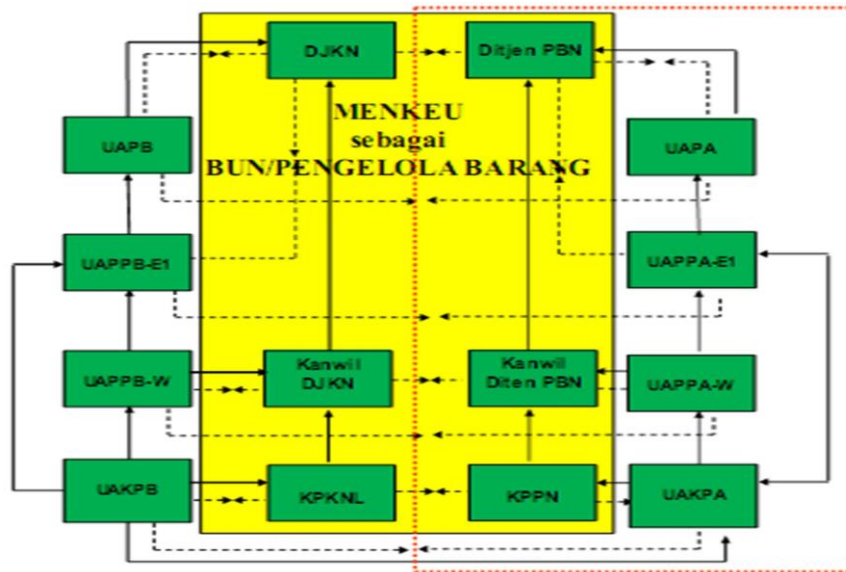 DJKN
Ditjen PBN
MENKEU
sebagai
BUN/PENGELOLA BARANG
UAPB
UAPA
UAPPB-E1
UAPPA-E1
UAPPB-W
Kanwil
DJKN
Kanwil
Diten PBN
UAPPA-W
UAKPB
KPKNL
KPPN
UAKPA